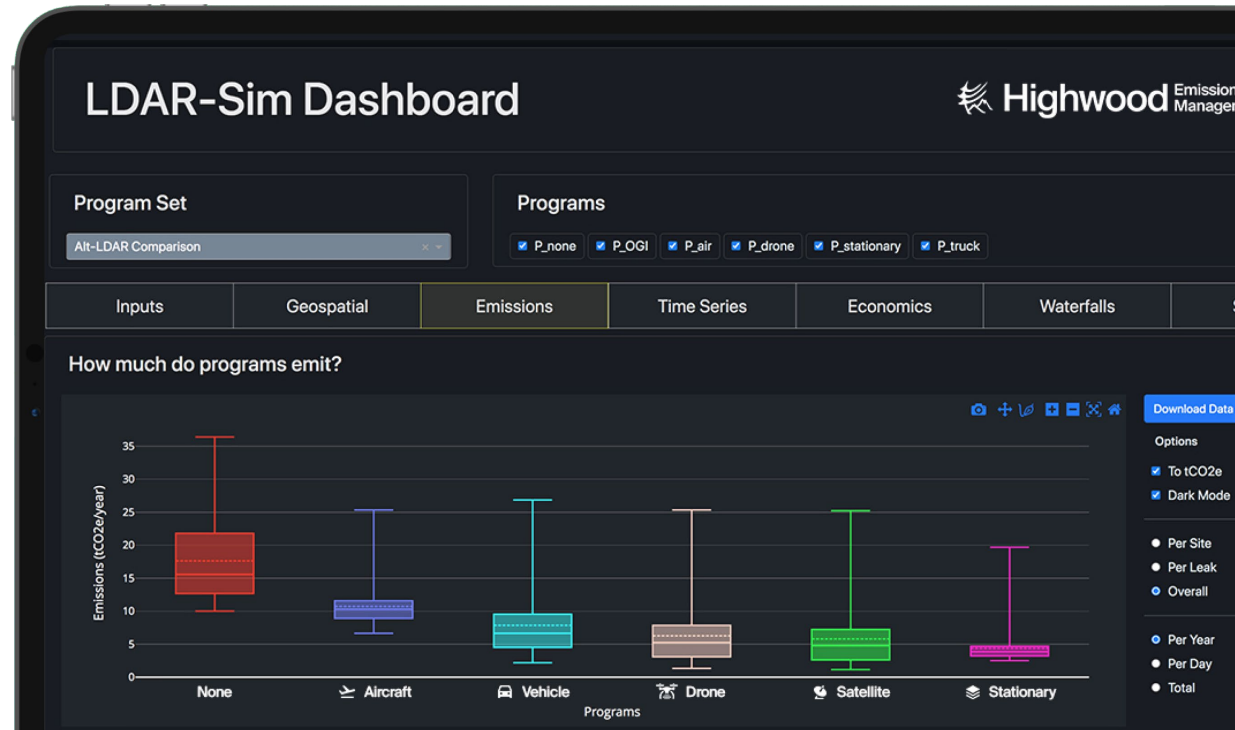 LDAR-Sim Dashboard
Highwood
Program Set
Programs
Alt-LDAR Comparison
P_none P_OGI P_air P_drone P_stationary P_truck
Inputs Geospatial Emissions Time Series Economics Waterfalls
How much do programs emit?
Download Data
Options
To tCO2e
Dark Mode
Per Site
Per Leak
Overall
Per Year
Per Day
Total
Emissions (tCO2e/year)
35
30
25
20
15
10
5
0
None Aircraft Vehicle Drone Satellite Stationary
Programs